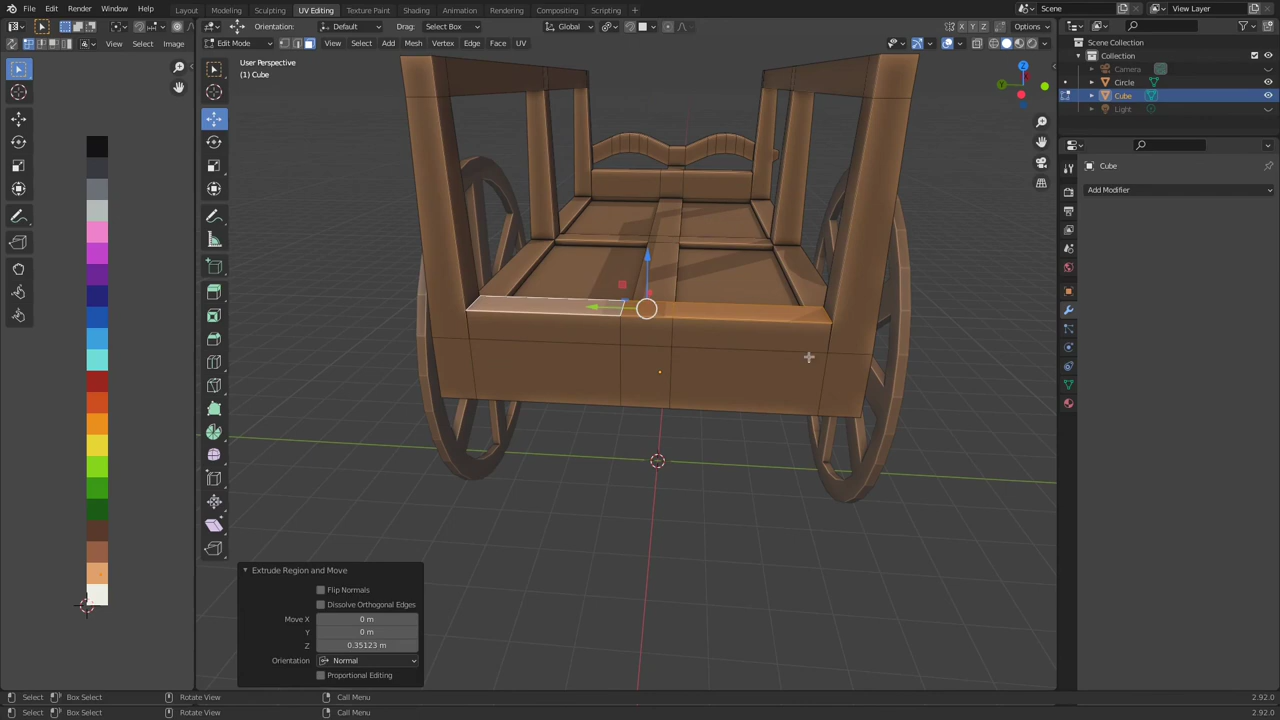 File Edit Render Window Help Layout Modeling Sculpting UV Editing Texture Paint Shading Animation Rendering Compositing Scripting Scene View Layer
Orientation: Default Drag: Select Box Global X Y Z Options
View Select Image Edit Mode View Select Add Mesh Vertex Edge Face UV
User Perspective
(1) Cube
Scene Collection
Collection
Camera
Circle
Cube
Light
Cube
Add Modifier
Z
Y
Extrude Region and Move
Flip Normals
Dissolve Orthogonal Edges
Move X 0 m
Y 0 m
Z 0.35123 m
Orientation Normal
Proportional Editing
Select Box Select Rotate View Call Menu 2.92.0
Select Box Select Rotate View Call Menu 2.92.0